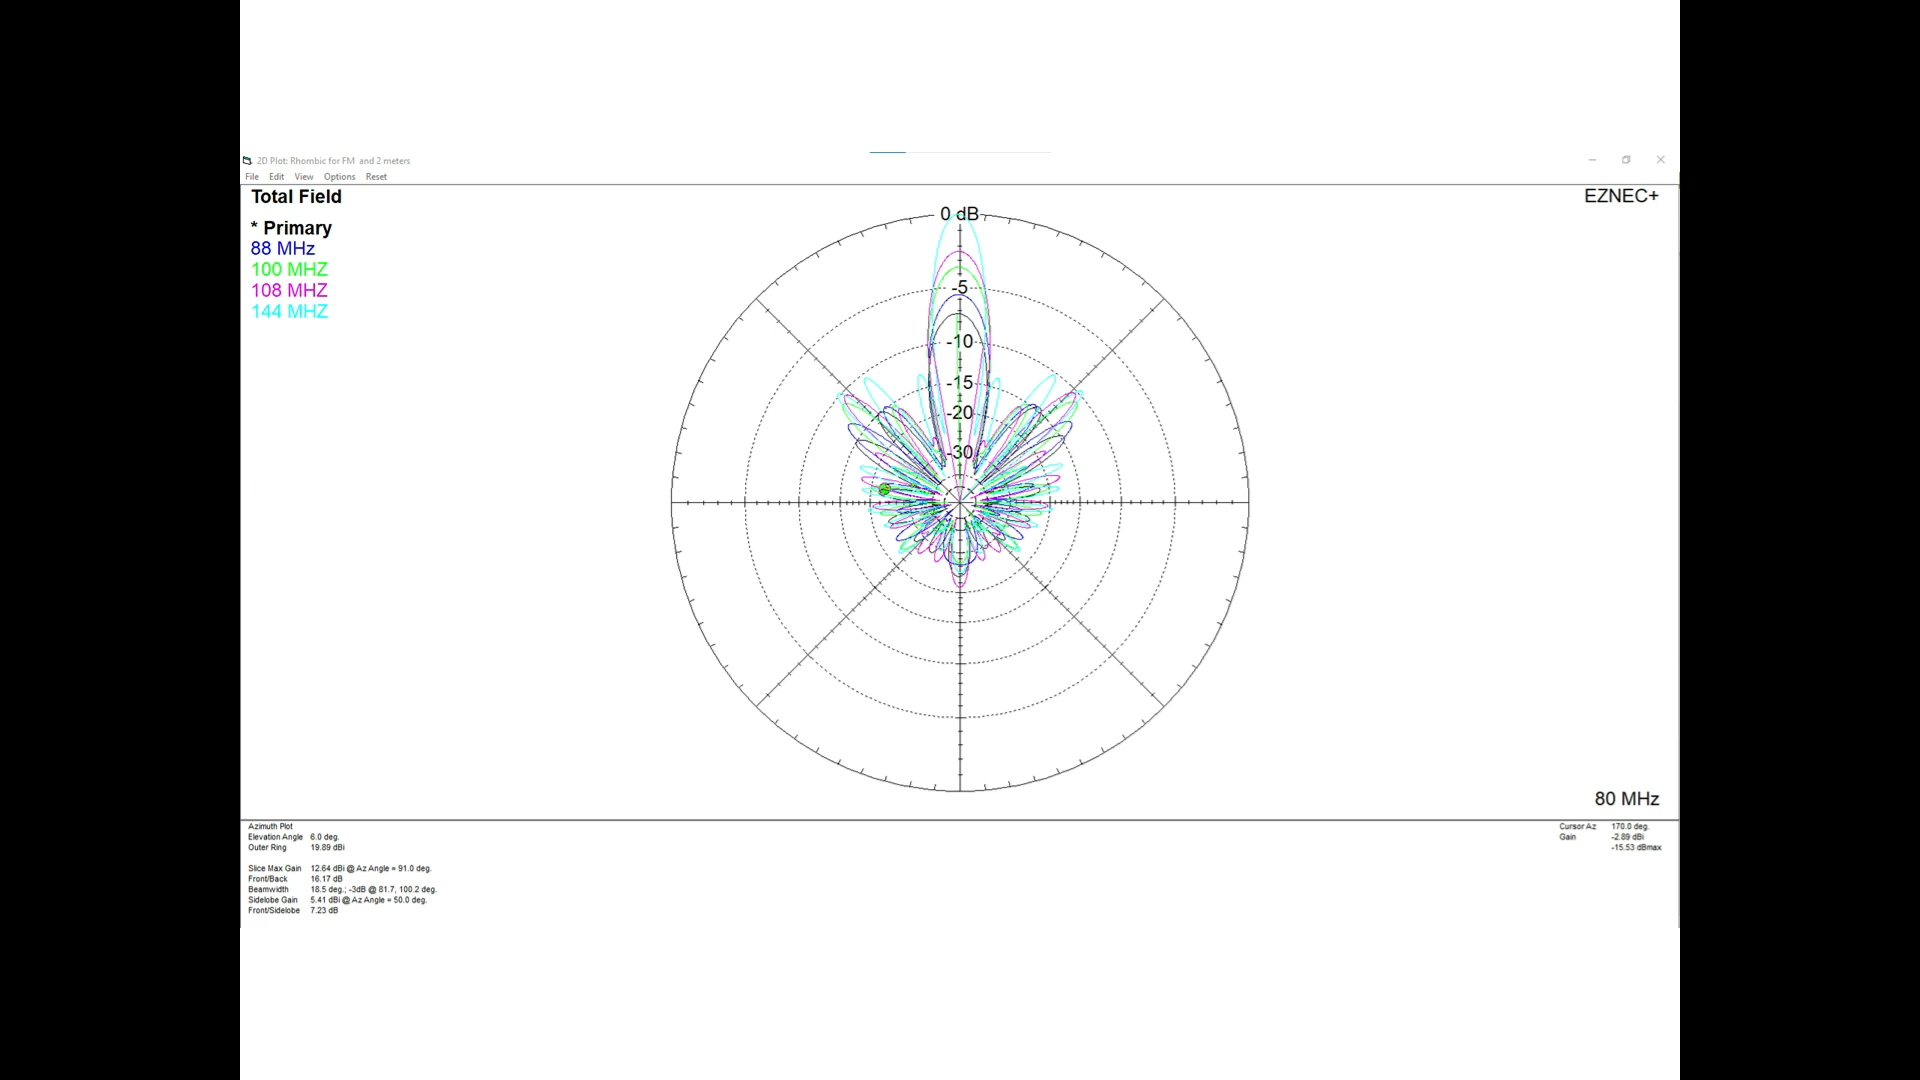 2D Plot: Rhombic for FM and 2 meters
File Edit View Options Reset
Total Field
EZNEC+
* Primary
88 MHz
100 MHZ
108 MHZ
144 MHZ
0 dB
-5
-10
-15
-20
-30
80 MHz
Azimuth Plot
Elevation Angle 6.0 deg.
Outer Ring 19.89 dBi
Slice Max Gain 12.64 dBi @ Az Angle = 91.0 deg.
Front/Back 16.17 dB
Beamwidth 18.5 deg.; -3dB @ 81.7, 100.2 deg.
Sidelobe Gain 5.41 dBi @ Az Angle = 50.0 deg.
Front/Sidelobe 7.23 dB
Cursor Az 170.0 deg.
Gain -2.89 dBi
-15.53 dBmax